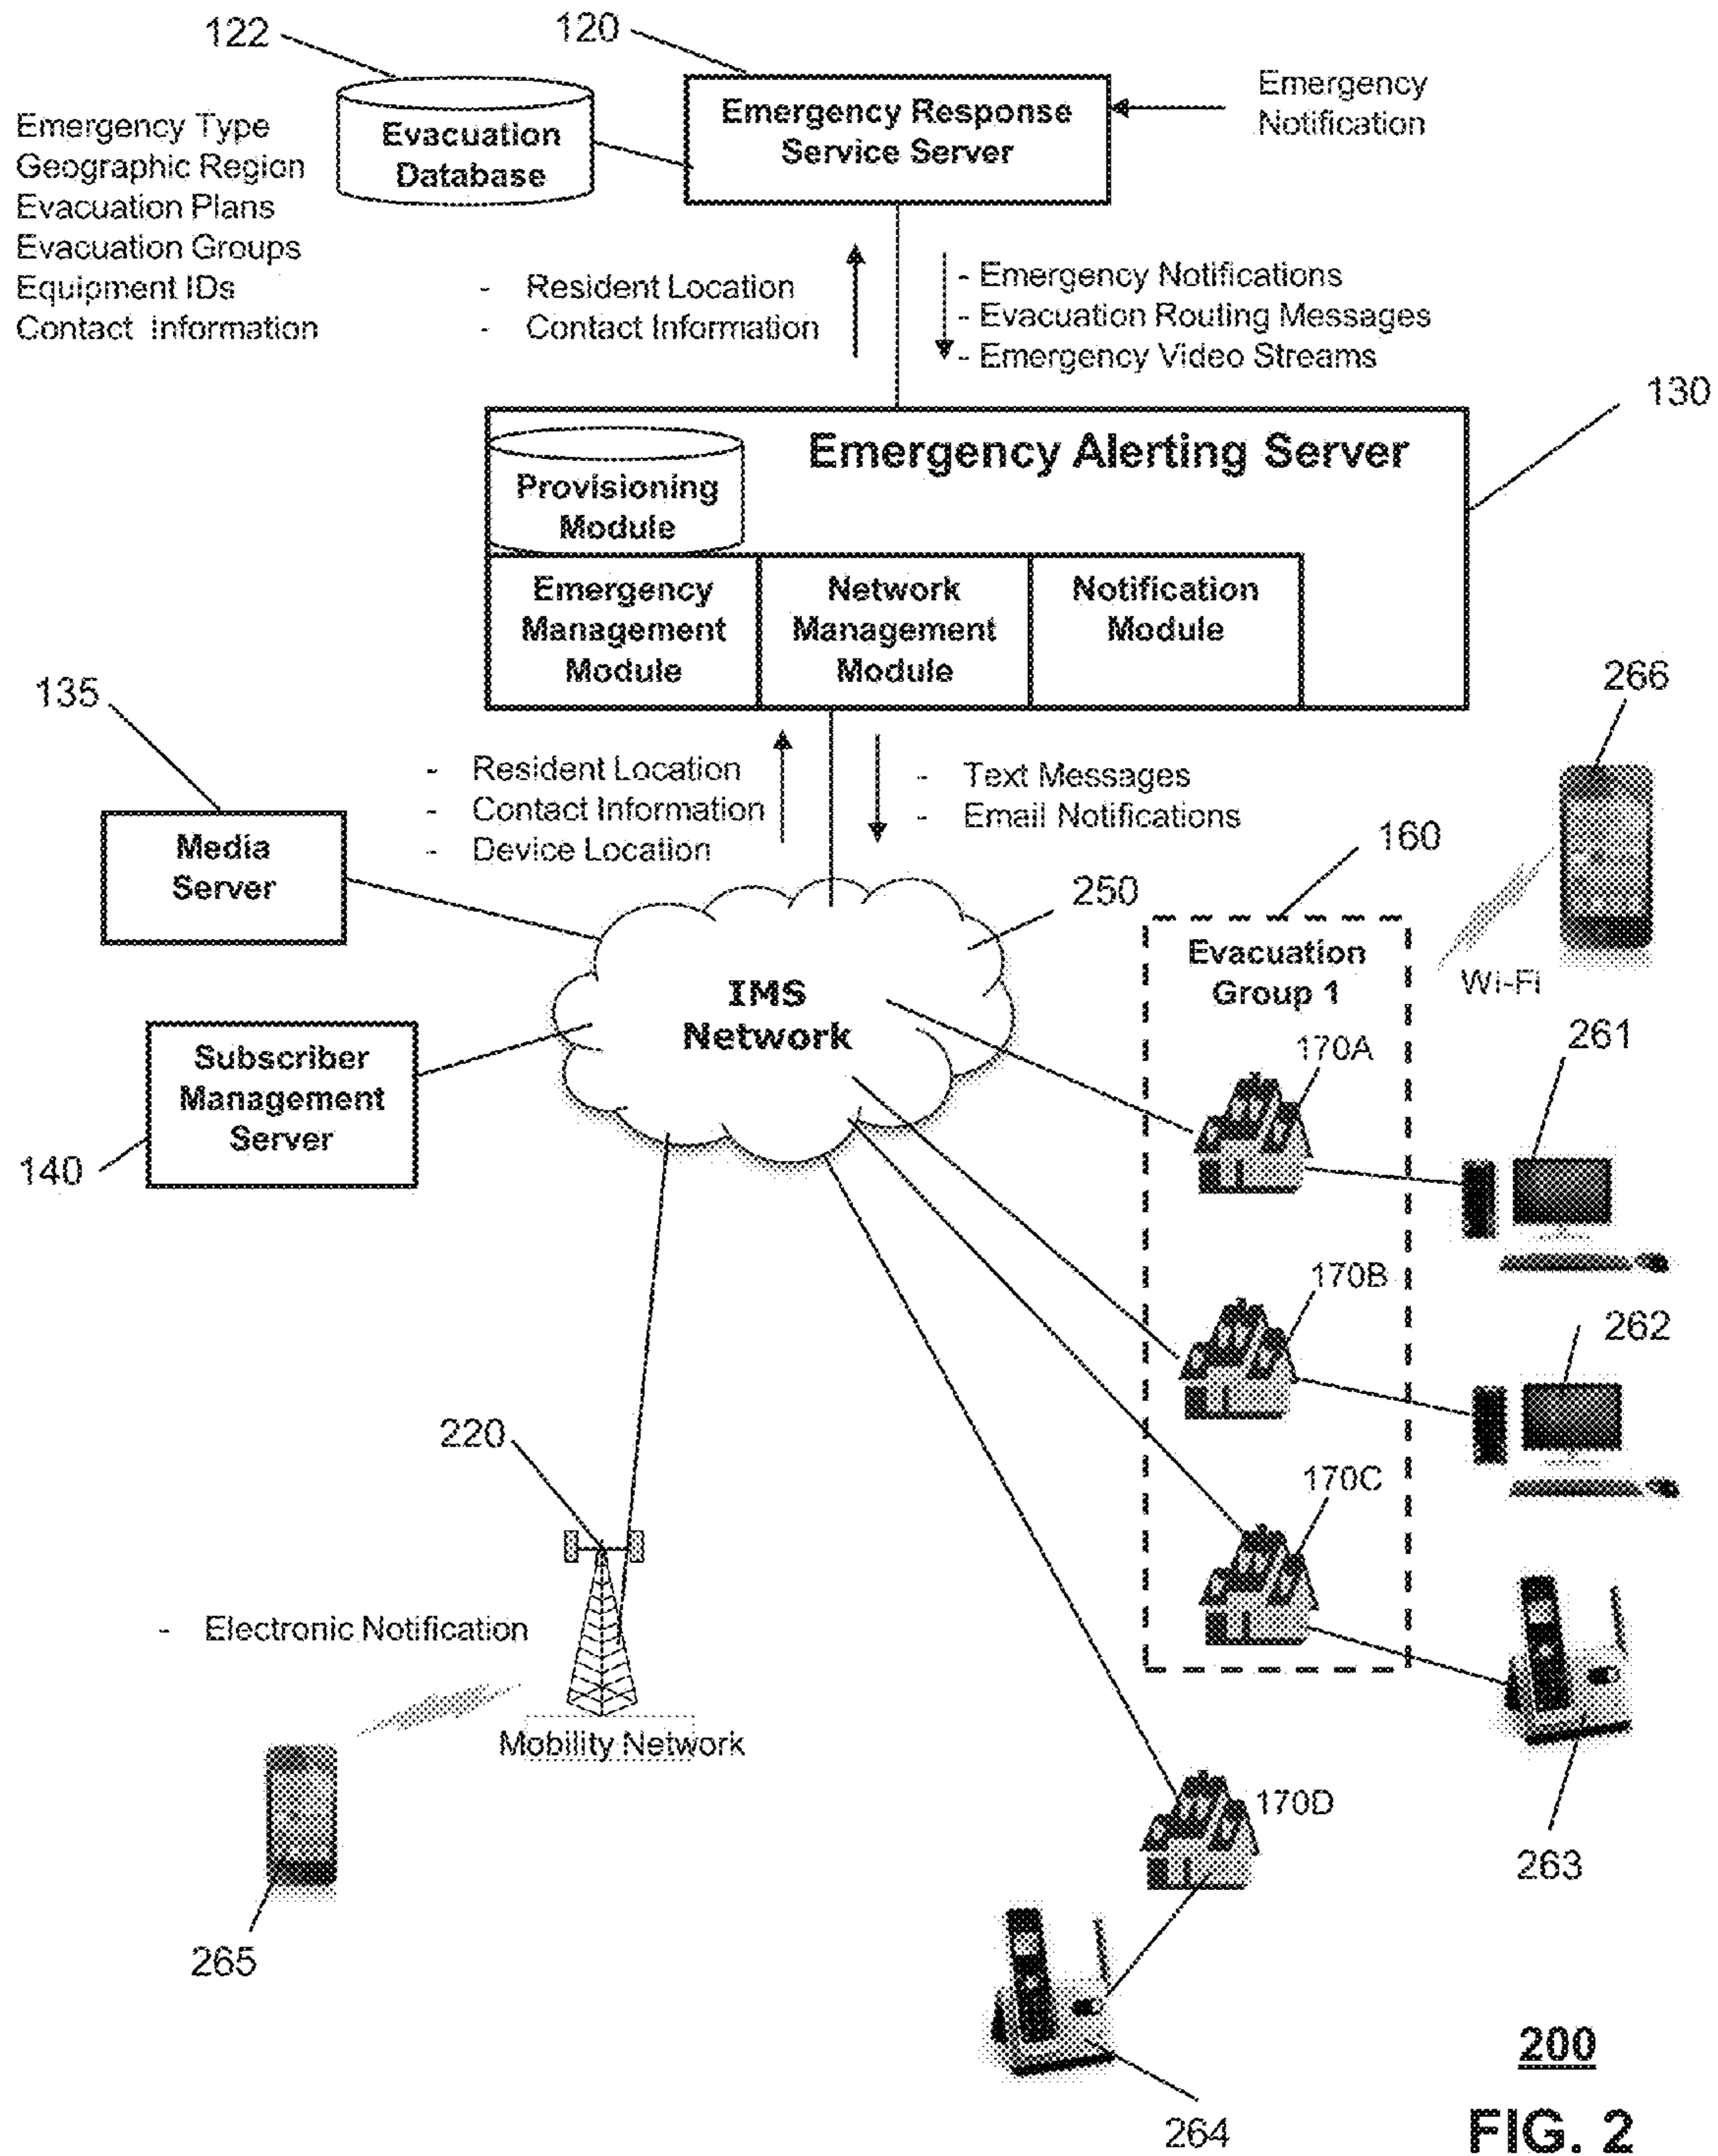 122
120
Emergency Type
Geographic Region
Evacuation Plans
Evacuation Groups
Equipment IDs
Contact Information
Evacuation
Database
Emergency Response
Service Server
Emergency
Notification
- Resident Location
- Contact Information
- Emergency Notifications
- Evacuation Routing Messages
- Emergency Video Streams
130
Emergency Alerting Server
Provisioning
Module
Emergency
Management
Module
Network
Management
Module
Notification
Module
135
266
- Resident Location
- Contact Information
- Device Location
- Text Messages
- Email Notifications
Media
Server
160
250
Evacuation
Group 1
Wi-Fi
IMS
Network
Subscriber
Management
Server
140
170A
261
170B
262
220
170C
- Electronic Notification
Mobility Network
170D
263
265
264
200
FIG. 2